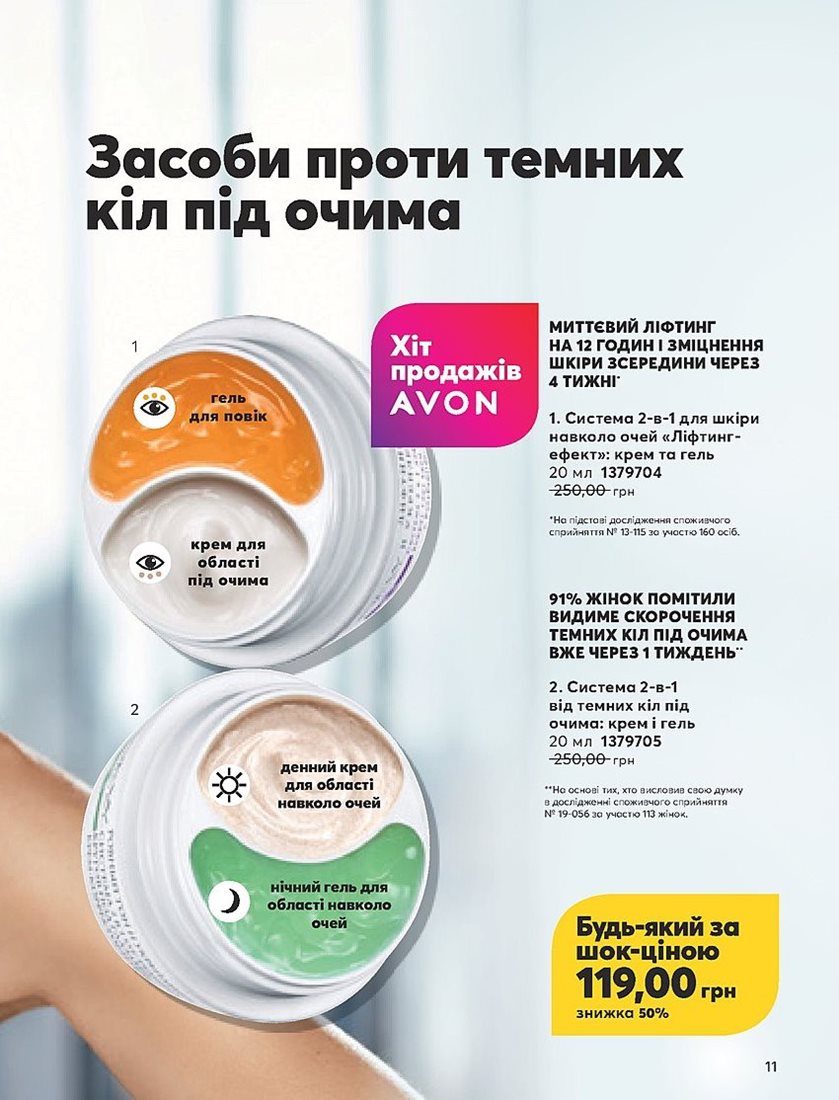 Засоби проти темних
кіл під очима
1
гель
для повік
крем для
області
під очима
Хіт
продажів
AVON
МИТТЄВИЙ ЛІФТИНГ
НА 12 ГОДИН І ЗМІЦНЕННЯ
ШКІРИ ЗСЕРЕДИНИ ЧЕРЕЗ
4 ТИЖНІ*
1. Система 2-в-1 для шкіри
навколо очей «Ліфтинг-
ефект»: крем та гель
20 мл 1379704
250,00 грн
*На підставі дослідження споживчого
сприйняття № 13-115 за участю 160 осіб.
91% ЖІНОК ПОМІТИЛИ
ВИДИМЕ СКОРОЧЕННЯ
ТЕМНИХ КІЛ ПІД ОЧИМА
ВЖЕ ЧЕРЕЗ 1 ТИЖДЕНЬ**
2
денний крем
для області
навколо очей
нічний гель для
області навколо
очей
2. Система 2-в-1
від темних кіл під
очима: крем і гель
20 мл 1379705
250,00 грн
**На основі тих, хто висловив свою думку
в дослідженні споживчого сприйняття
№ 19-056 за участю 113 жінок.
Будь-який за
шок-ціною
119,00 грн
знижка 50%
11